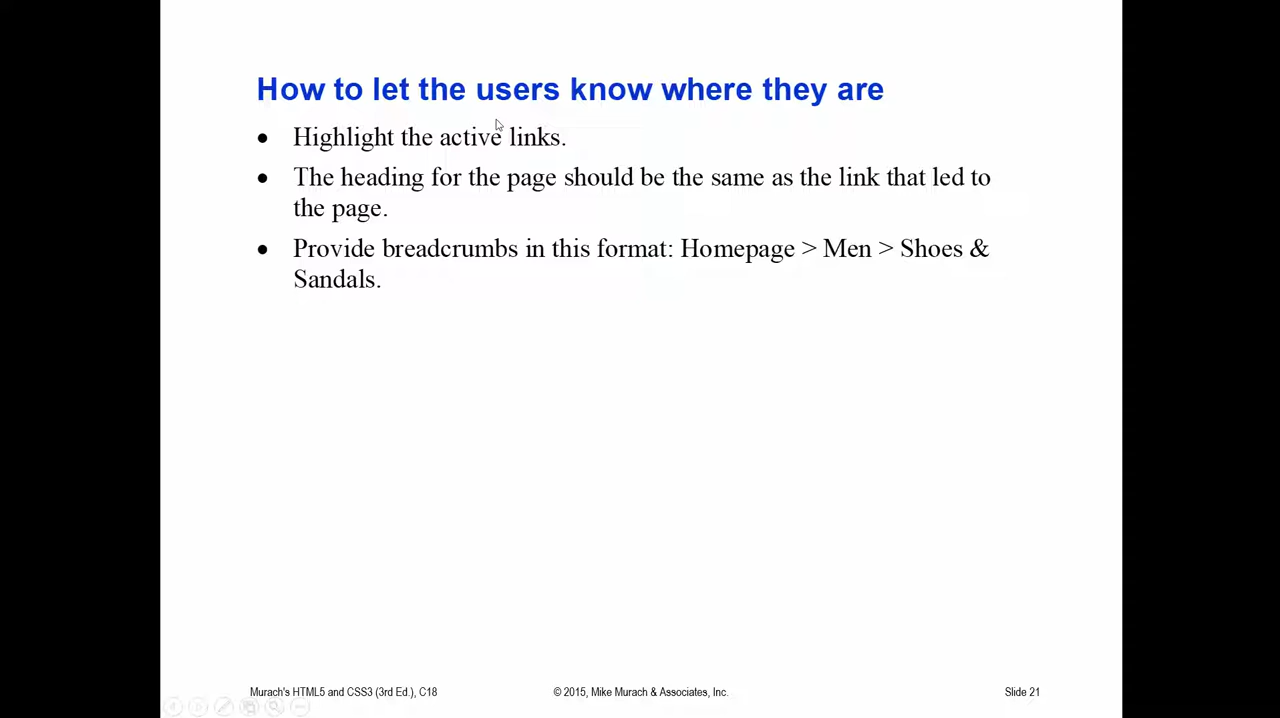 How to let the users know where they are
• Highlight the active links.
• The heading for the page should be the same as the link that led to
the page.
• Provide breadcrumbs in this format: Homepage > Men > Shoes &
Sandals.
Murach's HTML5 and CSS3 (3rd Ed.), C18 © 2015, Mike Murach & Associates, Inc. Slide 21